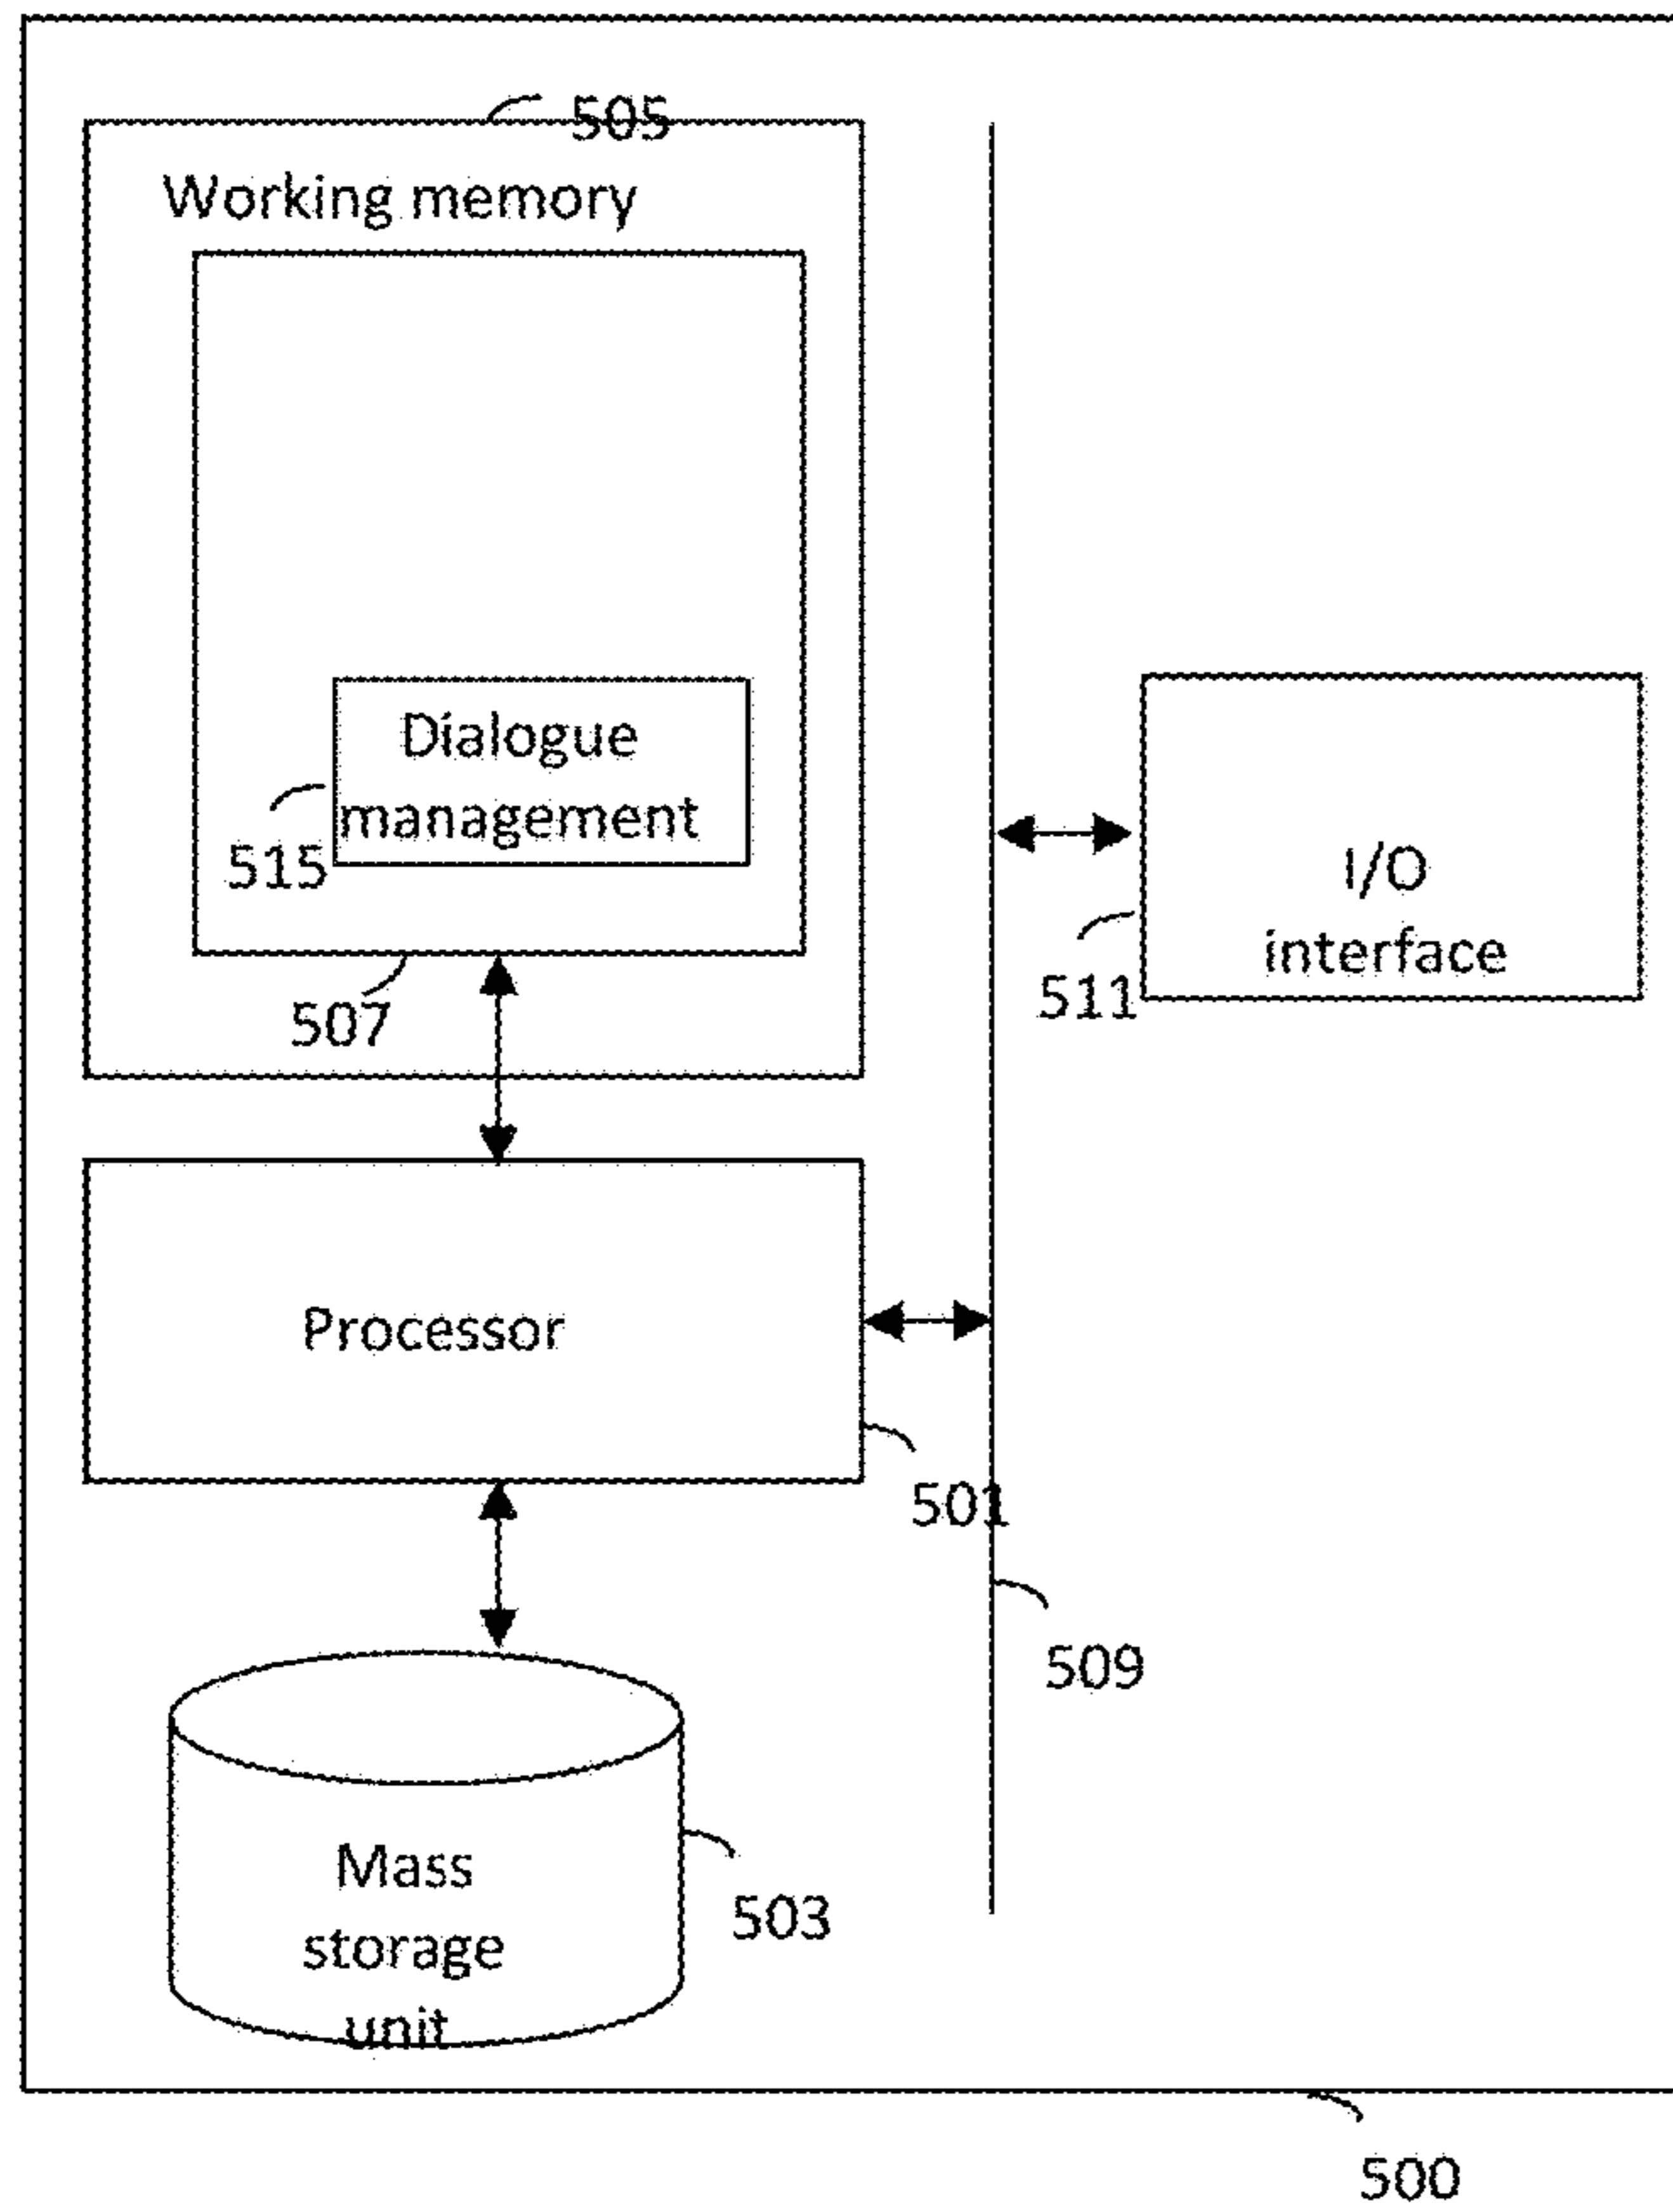 505
Working memory
Dialogue
management
515
507
I/O
interface
511
Processor
501
509
Mass
storage
unit
503
500